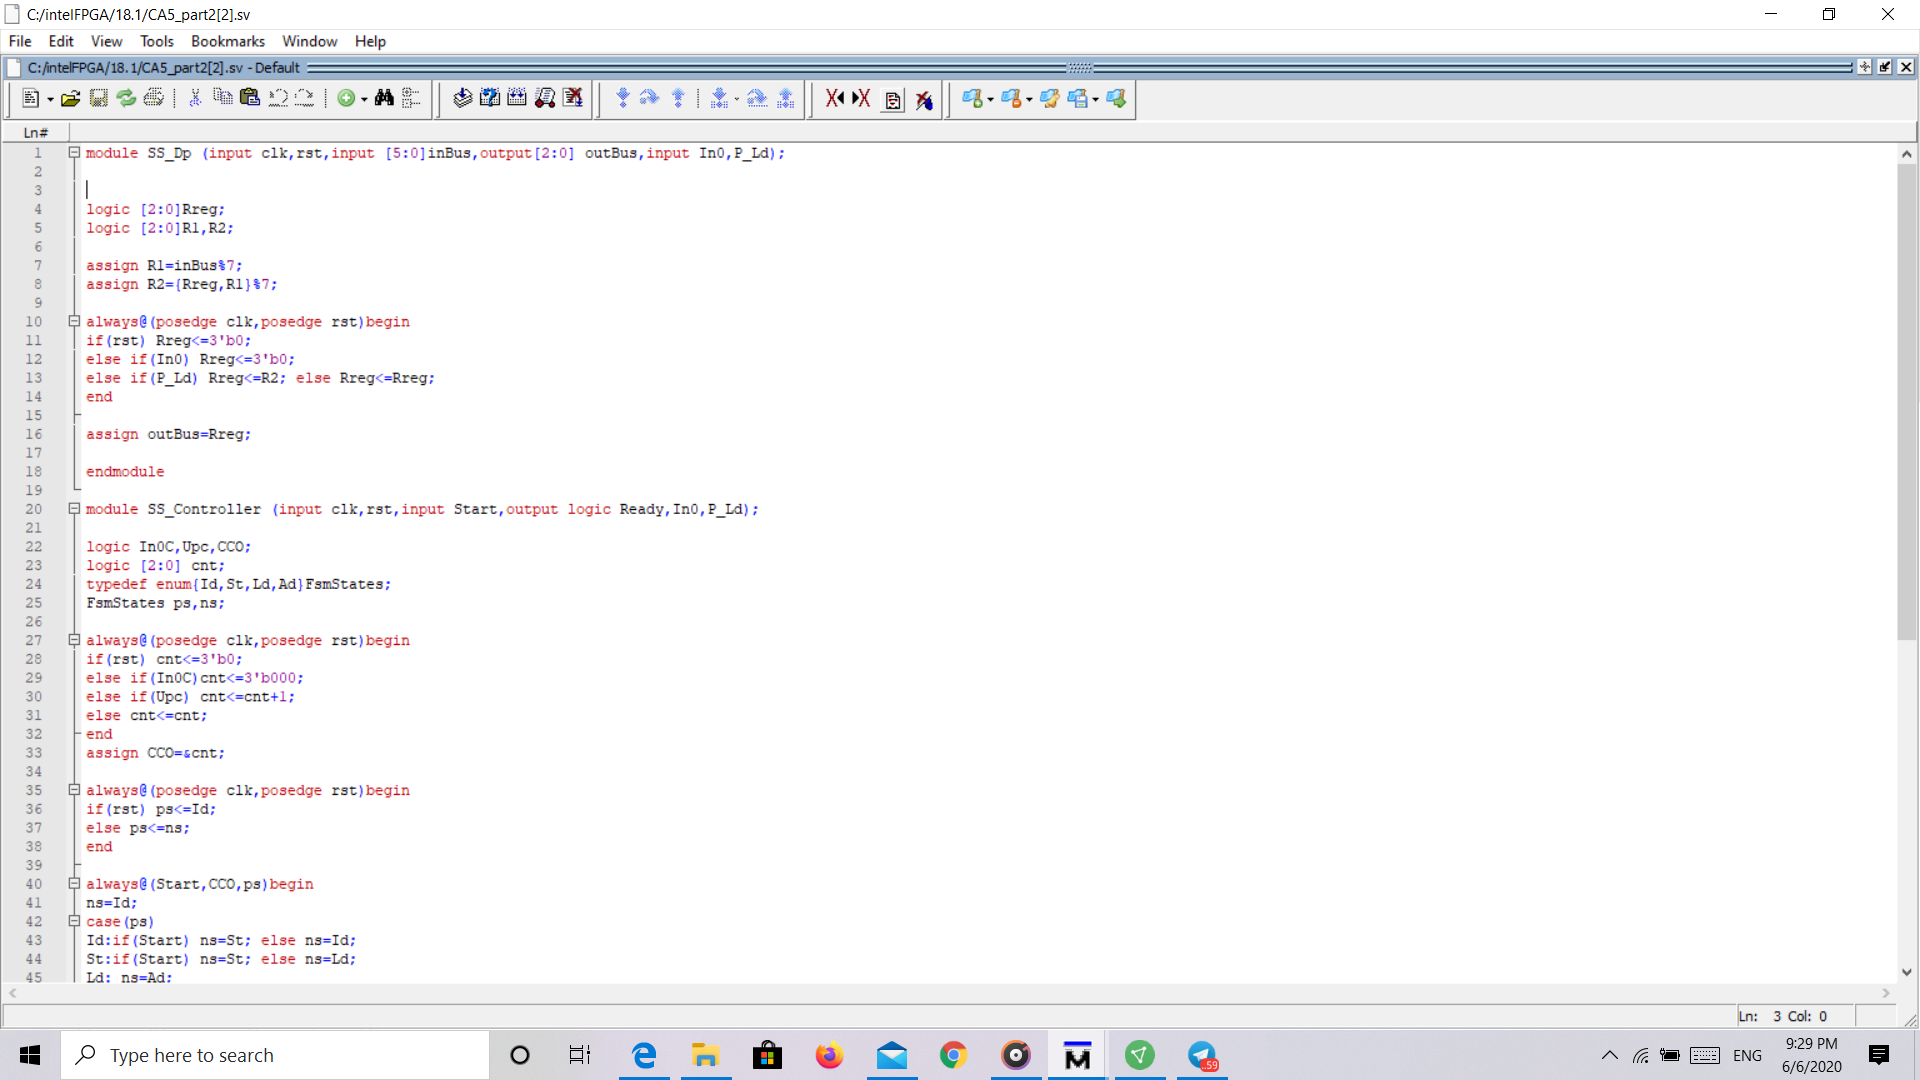 C:/intelFPGA/18.1/CA5_part2[2].sv
File Edit View Tools Bookmarks Window Help
C:/intelFPGA/18.1/CA5_part2[2].sv - Default
Ln#
1 module SS_Dp (input clk,rst,input [5:0]inBus,output[2:0] outBus,input In0,P_Ld);
2
3
4 logic [2:0]Rreg;
5 logic [2:0]R1,R2;
6
7 assign R1=inBus%7;
8 assign R2={Rreg,R1}%7;
9
10 always@(posedge clk,posedge rst)begin
11 if(rst) Rreg<=3'b0;
12 else if(In0) Rreg<=3'b0;
13 else if(P_Ld) Rreg<=R2; else Rreg<=Rreg;
14 end
15
16 assign outBus=Rreg;
17
18 endmodule
19
20 module SS_Controller (input clk,rst,input Start,output logic Ready,In0,P_Ld);
21
22 logic In0C,Upc,CCO;
23 logic [2:0] cnt;
24 typedef enum{Id,St,Ld,Ad}FsmStates;
25 FsmStates ps,ns;
26
27 always@(posedge clk,posedge rst)begin
28 if(rst) cnt<=3'b0;
29 else if(In0C)cnt<=3'b000;
30 else if(Upc) cnt<=cnt+1;
31 else cnt<=cnt;
32 end
33 assign CCO=&cnt;
34
35 always@(posedge clk,posedge rst)begin
36 if(rst) ps<=Id;
37 else ps<=ns;
38 end
39
40 always@(Start,CCO,ps)begin
41 ns=Id;
42 case(ps)
43 Id:if(Start) ns=St; else ns=Id;
44 St:if(Start) ns=St; else ns=Ld;
45 Ld: ns=Ad;
Ln: 3 Col: 0
Type here to search
..59
ENG
9:29 PM
6/6/2020